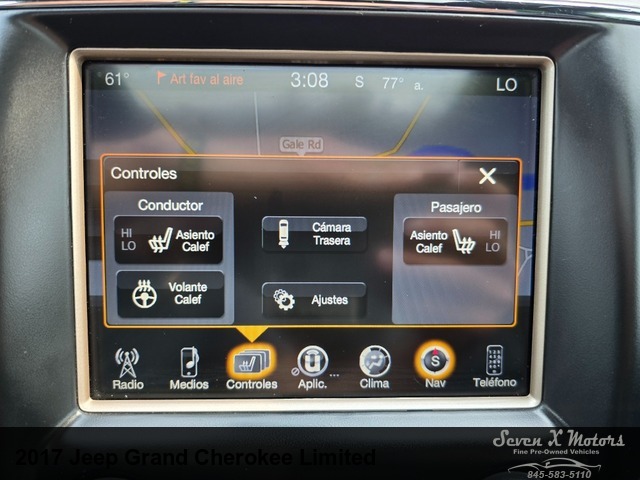 61° Art fav al aire 3:08 S 77° a. LO
Gale Rd
Controles
Conductor
HI
LO
Asiento
Calef
Volante
Calef
Cámara
Trasera
Ajustes
Pasajero
Asiento
Calef
HI
LO
Radio Medios Controles Aplic. Clima Nav Teléfono
S
2017 Jeep Grand Cherokee Limited
Seven X Motors
Fine Pre-Owned Vehicles
845-583-5110